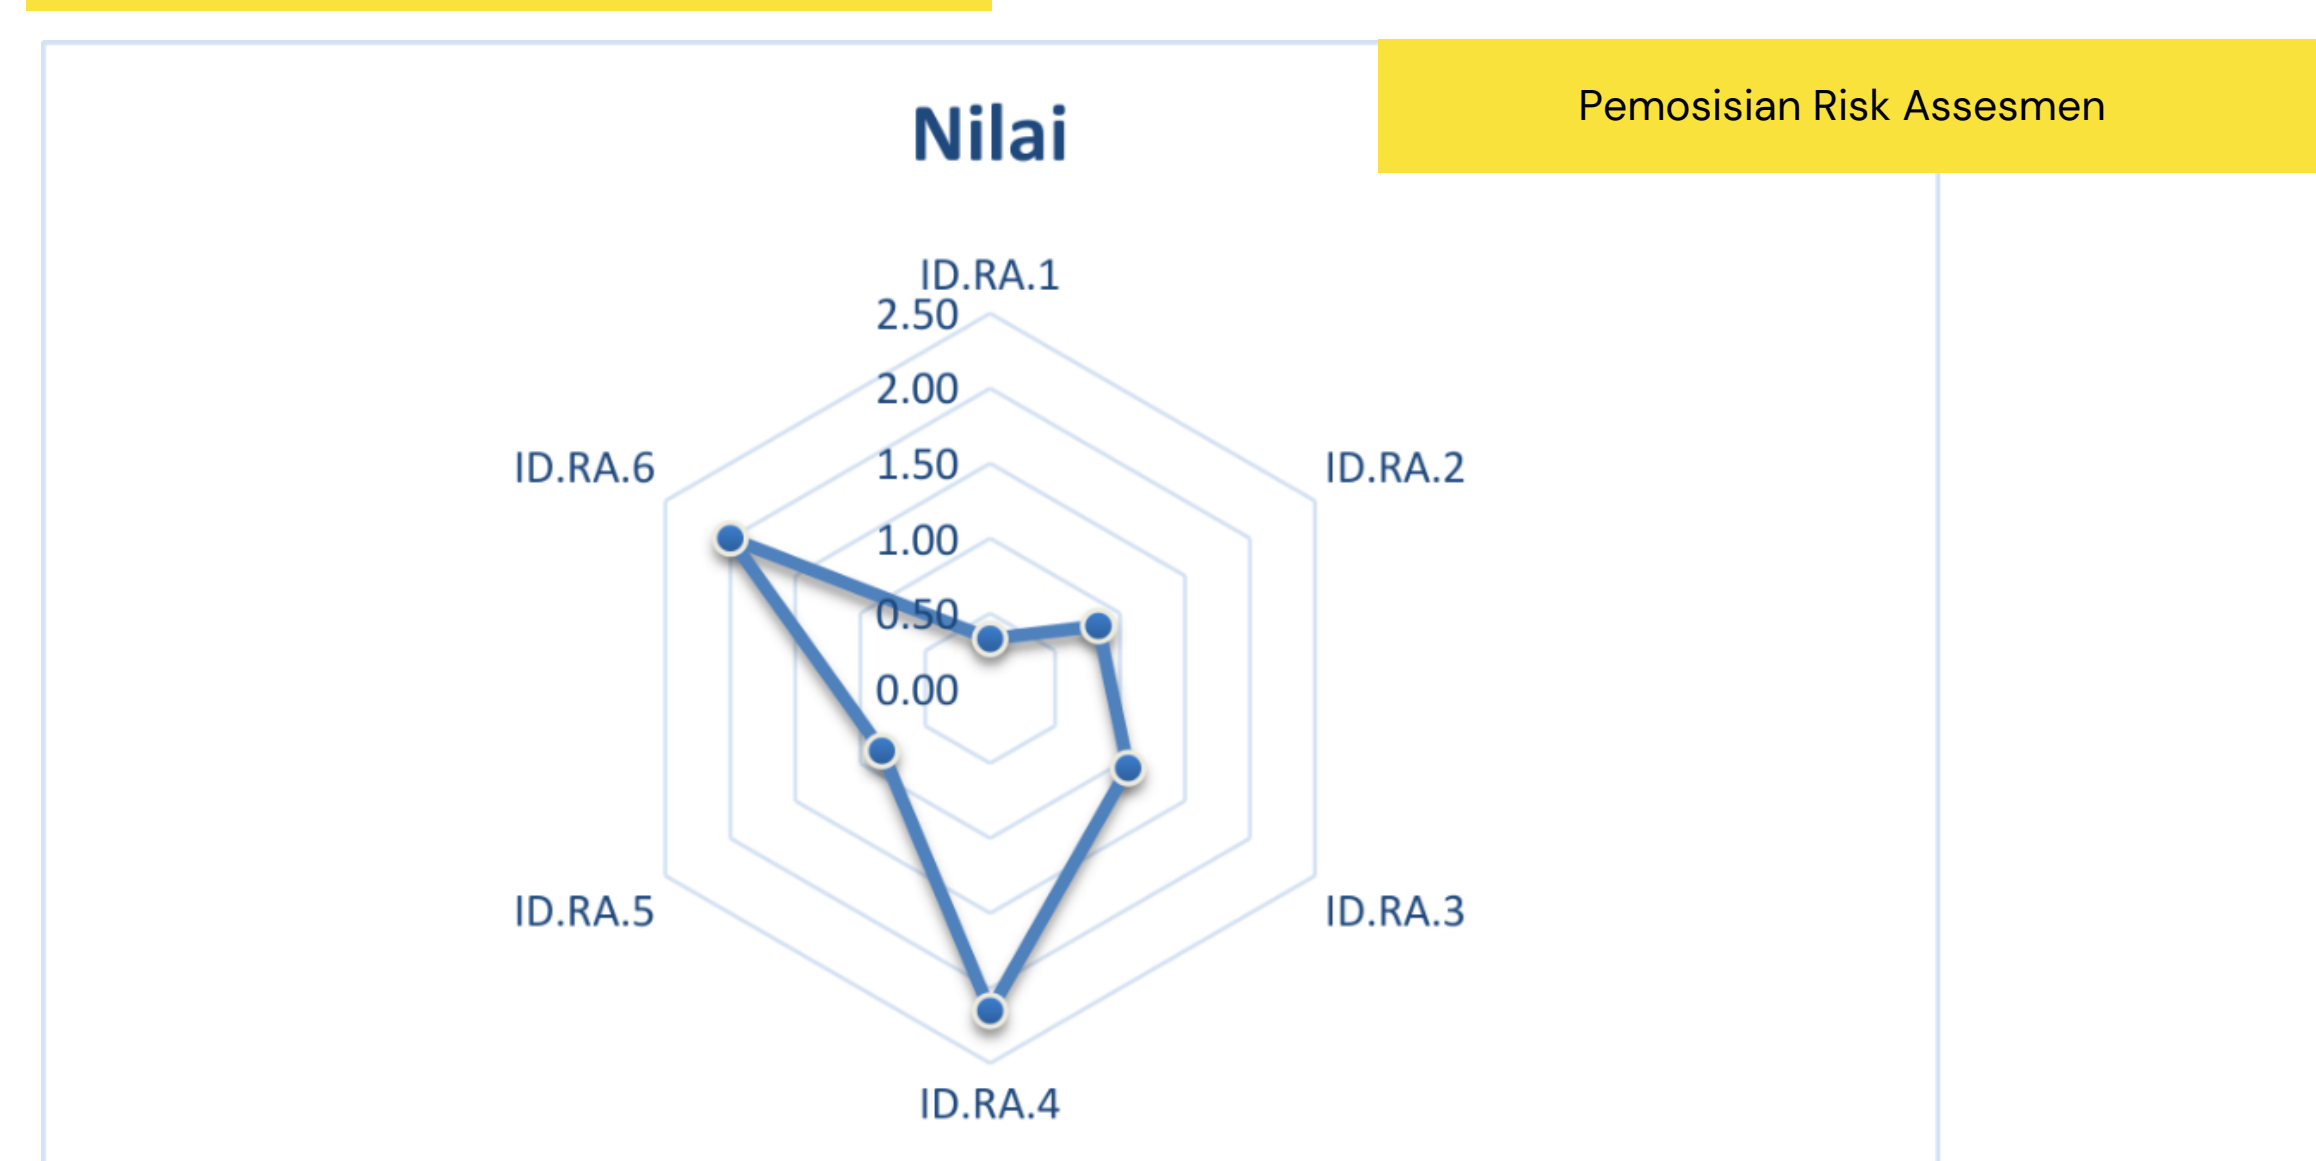 Pemosisian Risk Assesmen
Nilai
ID.RA.1
2.50
2.00
ID.RA.6
1.50
ID.RA.2
1.00
0.50
0.00
ID.RA.5
ID.RA.3
ID.RA.4